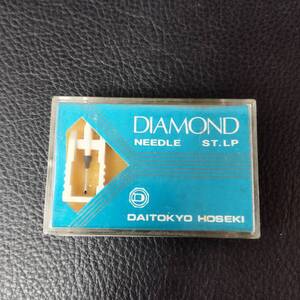 DIAMOND
NEEDLE ST.LP
D
DAITOKYO HOSEKI